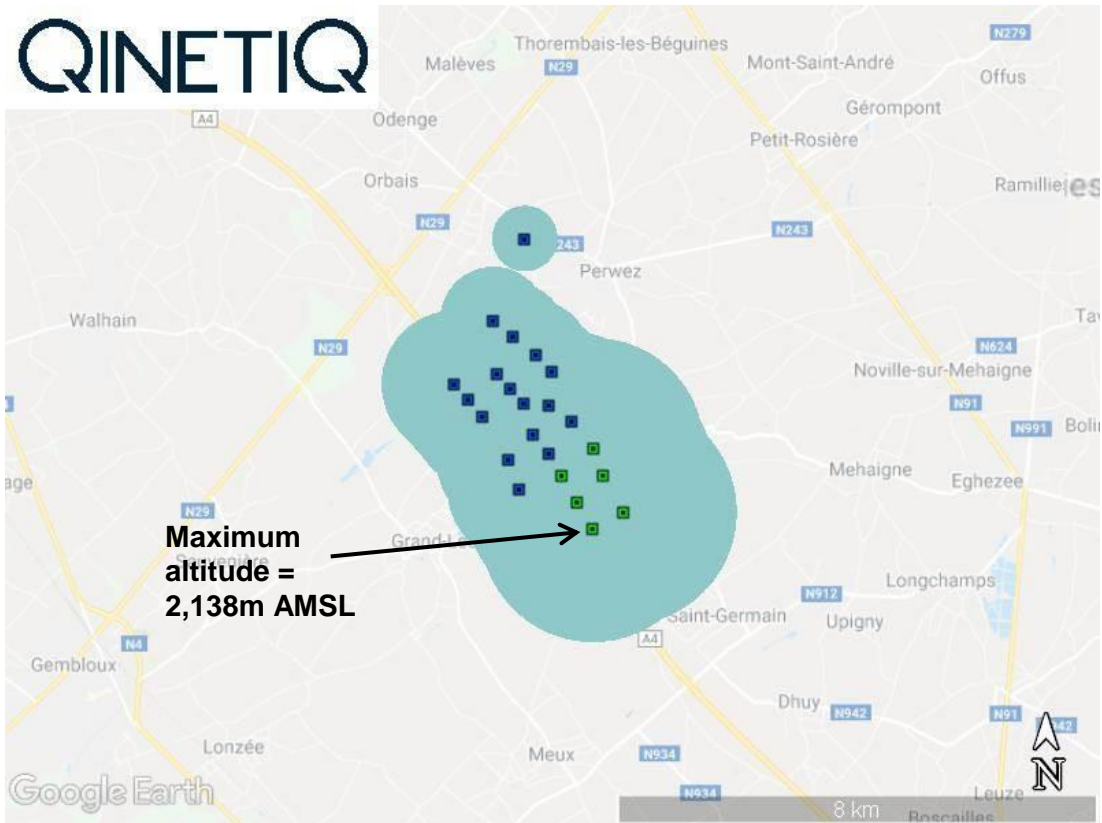 QINETIQ
N279
Thorembais-les-Béguines
Malèves
N29
Mont-Saint-André
Offus
Gérompont
A4
Odenge
Petit-Rosière
Orbais
Ramillies
N29
243
N243
Perwez
Walhain
N29
N624
Noville-sur-Mehaigne
N91
N991
Mehaigne
Eghezee
N29
Maximum
altitude =
2,138m AMSL
Longchamps
N912
Saint-Germain
Upigny
A4
N4
Gembloux
Dhuy
N942
N91
Lonzée
Meux
N934
N
Google Earth
N934
Leuze
8 km
Boscailles